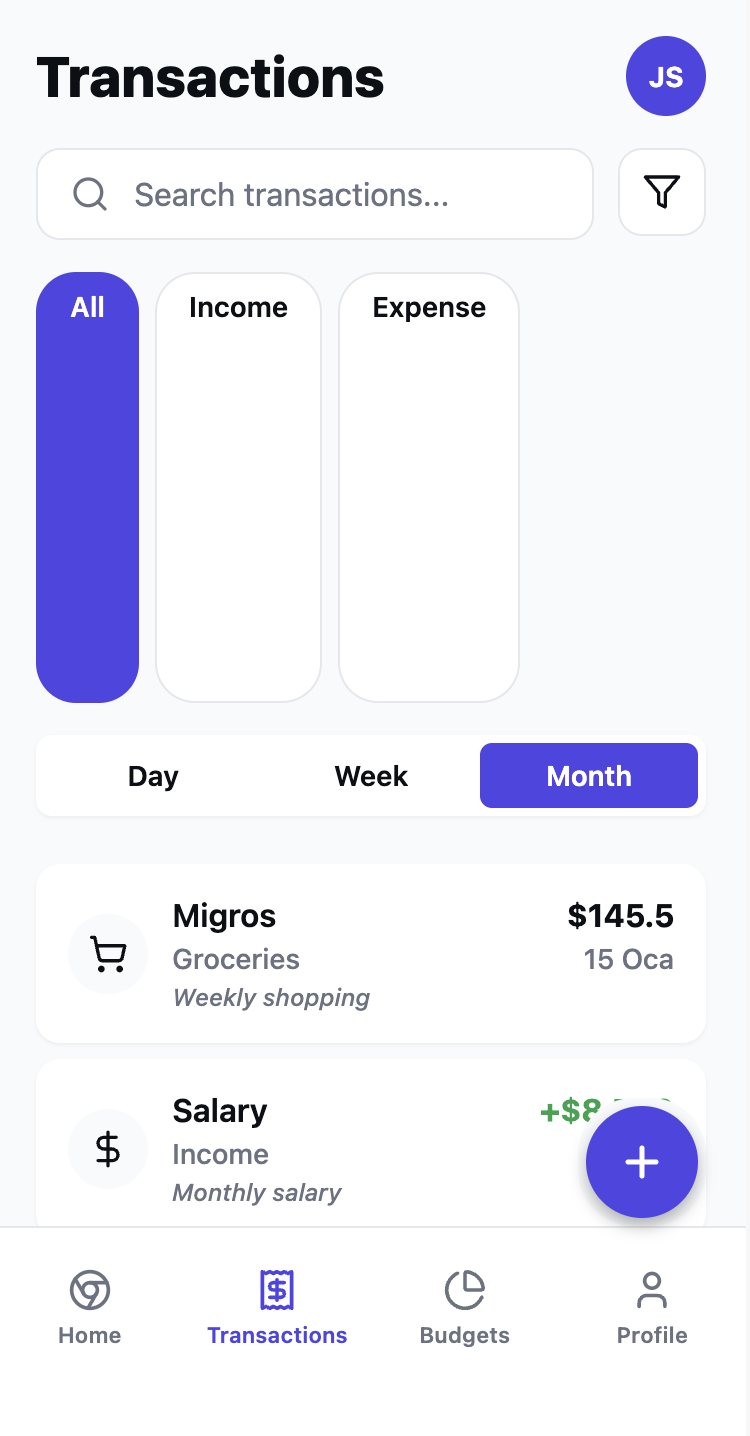 Transactions
JS
Search transactions...
All
Income
Expense
Day
Week
Month
Migros
$145.5
Groceries
15 Oca
Weekly shopping
Salary
+$8
Income
Monthly salary
Home
Transactions
Budgets
Profile